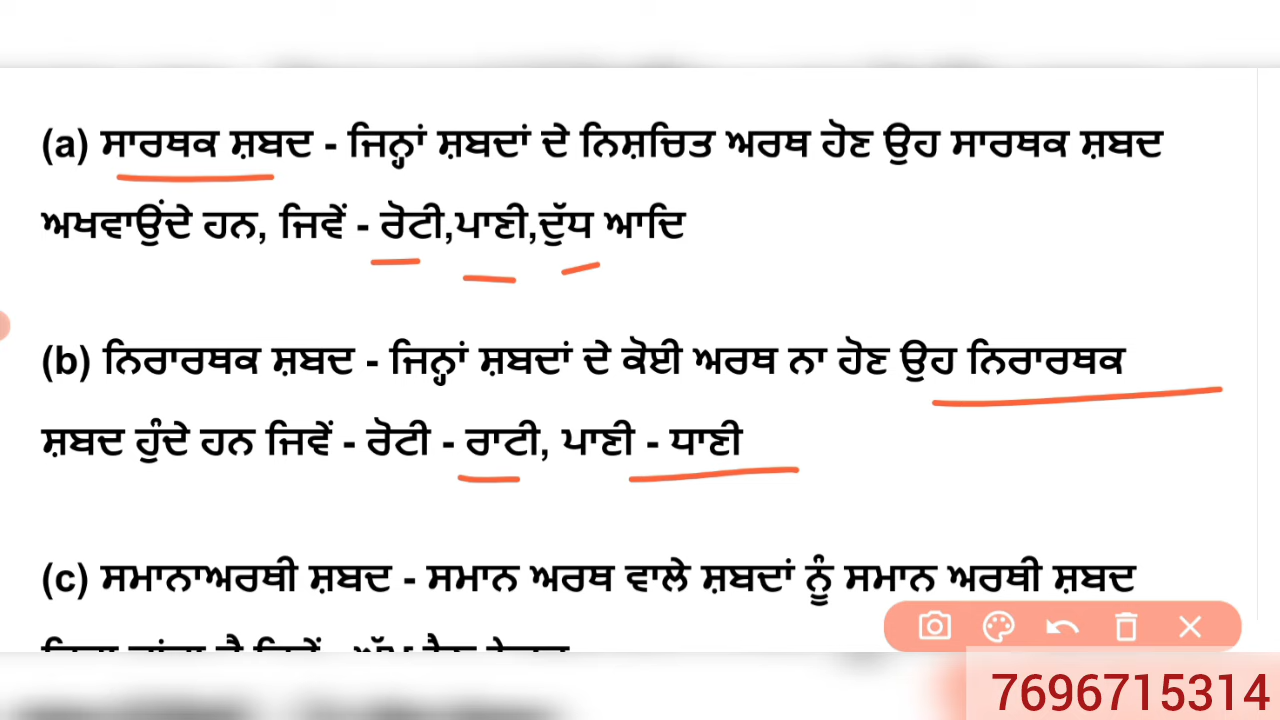 (a) ਸਾਰਥਕ ਸ਼ਬਦ - ਜਿਨ੍ਹਾਂ ਸ਼ਬਦਾਂ ਦੇ ਨਿਸ਼ਚਿਤ ਅਰਥ ਹੋਣ ਉਹ ਸਾਰਥਕ ਸ਼ਬਦ
ਅਖਵਾਉਂਦੇ ਹਨ, ਜਿਵੇਂ - ਰੋਟੀ,ਪਾਣੀ,ਦੁੱਧ ਆਦਿ
(b) ਨਿਰਾਰਥਕ ਸ਼ਬਦ - ਜਿਨ੍ਹਾਂ ਸ਼ਬਦਾਂ ਦੇ ਕੋਈ ਅਰਥ ਨਾ ਹੋਣ ਉਹ ਨਿਰਾਰਥਕ
ਸ਼ਬਦ ਹੁੰਦੇ ਹਨ ਜਿਵੇਂ - ਰੋਟੀ - ਰਾਟੀ, ਪਾਣੀ - ਧਾਣੀ
(c) ਸਮਾਨਾਅਰਥੀ ਸ਼ਬਦ - ਸਮਾਨ ਅਰਥ ਵਾਲੇ ਸ਼ਬਦਾਂ ਨੂੰ ਸਮਾਨ ਅਰਥੀ ਸ਼ਬਦ
7696715314